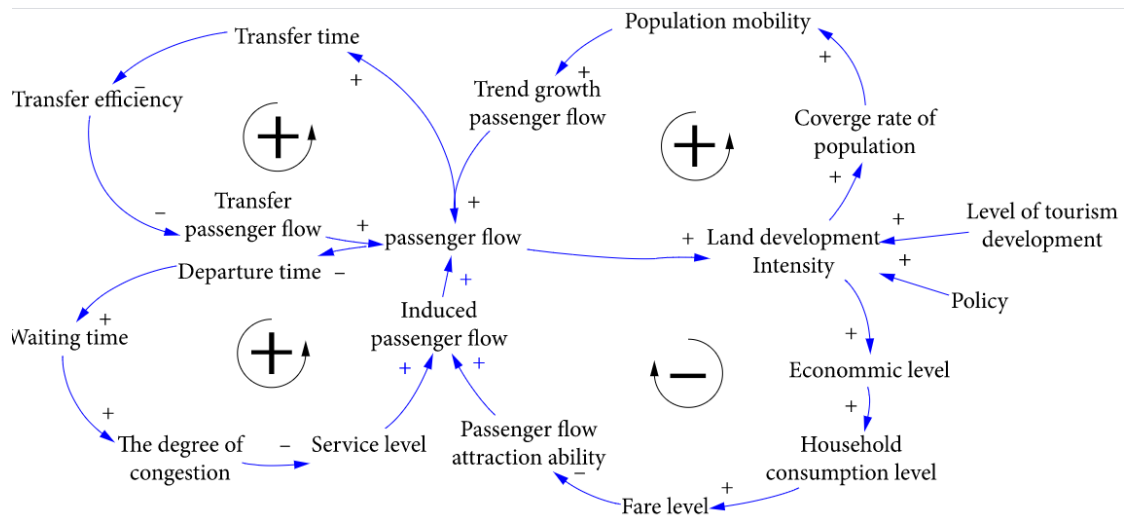 Population mobility
Transfer time
+
+
−
+
Transfer efficiency
Trend growth
passenger flow
Coverge rate of
population
+
+
+
−
Transfer
passenger flow
+
+
passenger flow
+
Land development
Intensity
+
+
Level of tourism
development
Departure time
−
+
Policy
Induced
passenger flow
+
Waiting time
+
+
−
+
+
Econommic level
+
+
The degree of
congestion
−
Service level
Passenger flow
attraction ability
−
Household
consumption level
+
Fare level